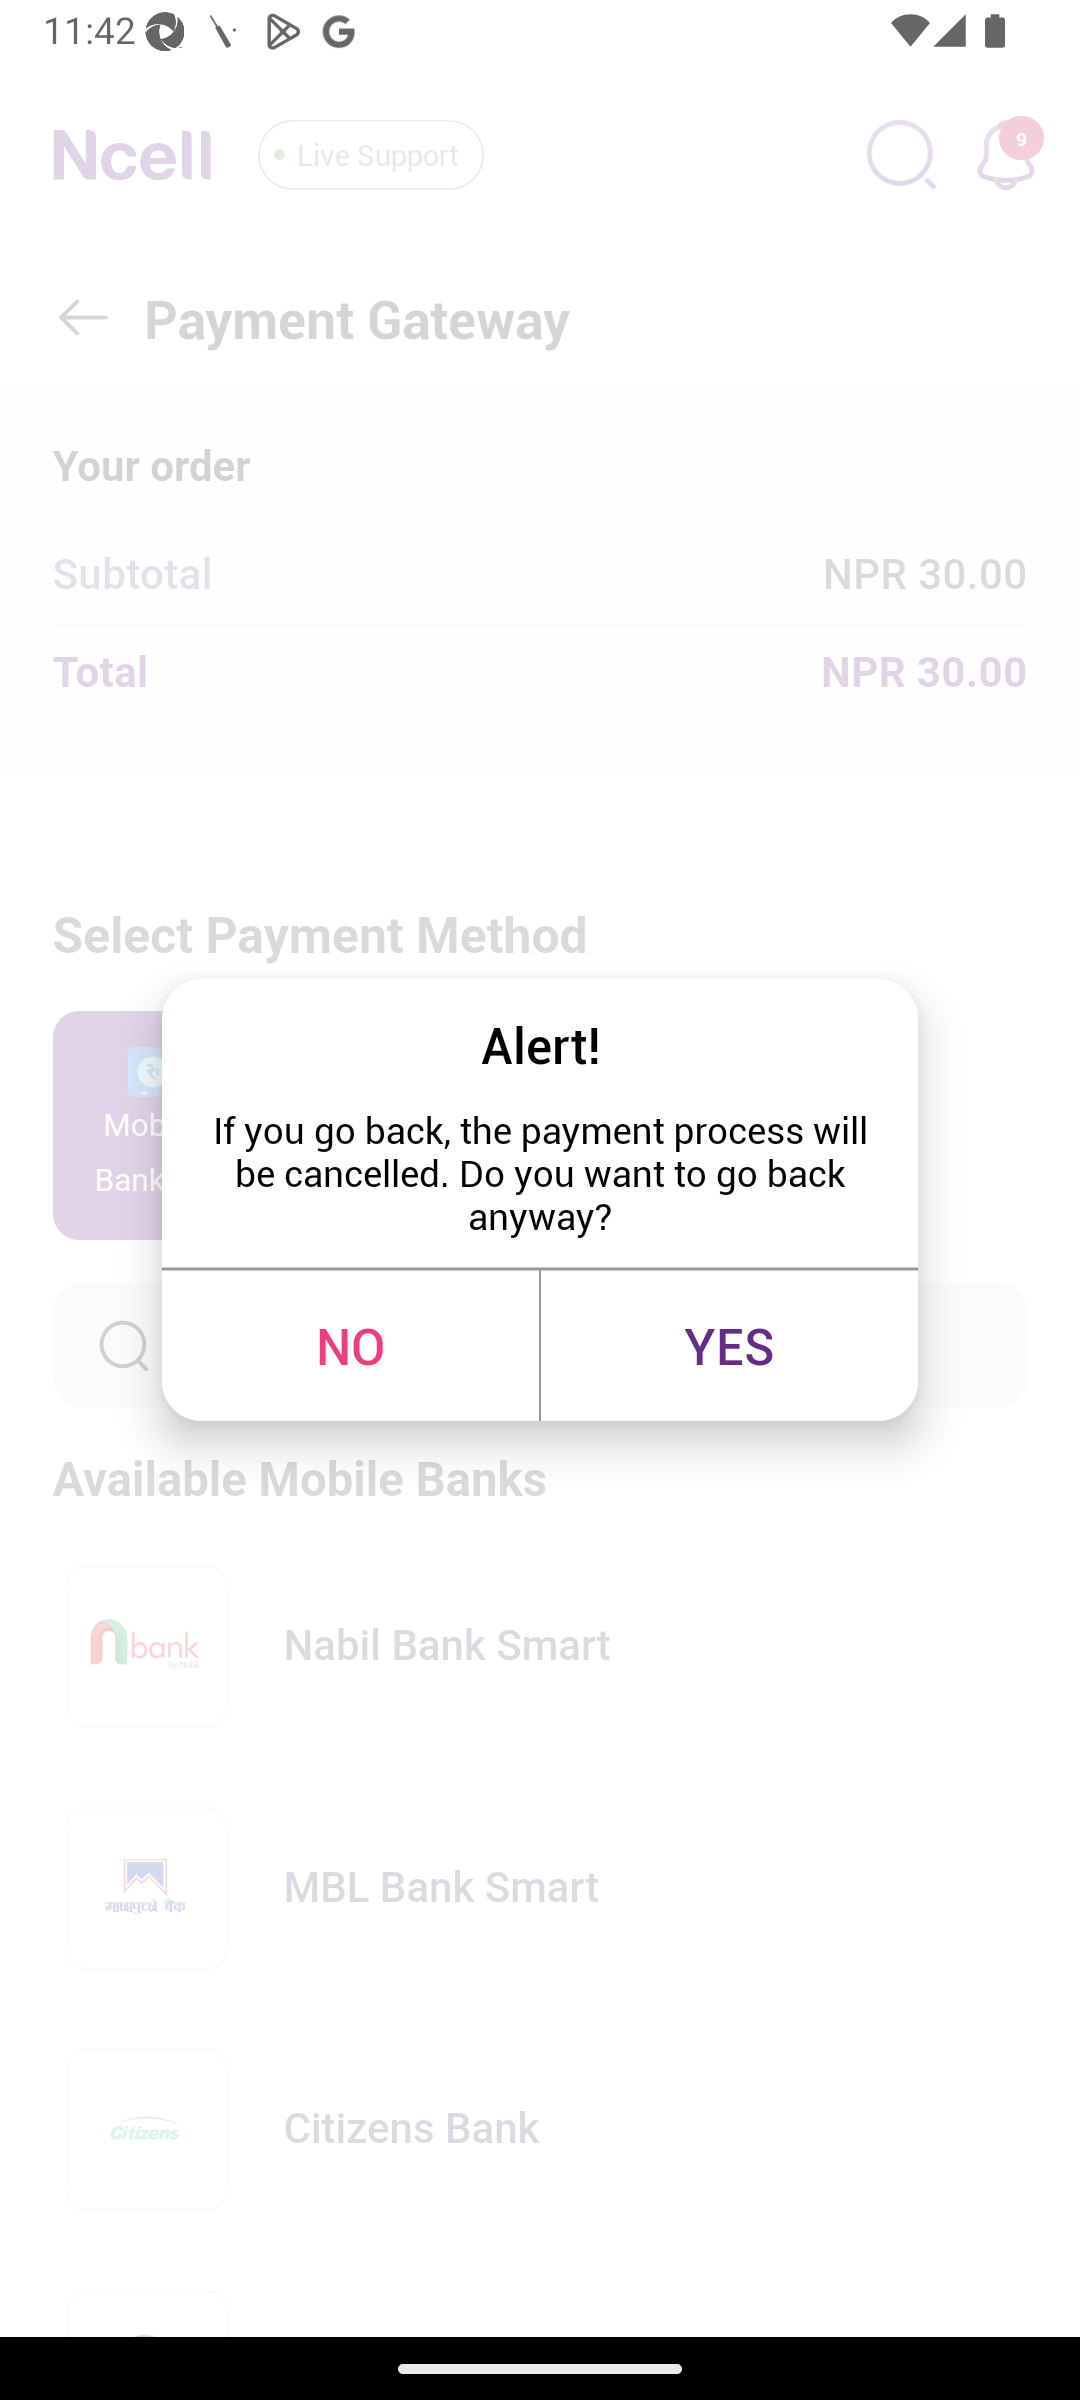 11:42
Ncell
Live Support
9
Payment Gateway
Your order
Subtotal NPR 30.00
Total NPR 30.00
Select Payment Method
Alert!
If you go back, the payment process will
be cancelled. Do you want to go back
anyway?
NO YES
Mob
Bank
Available Mobile Banks
bank
by Nabil
Nabil Bank Smart
माछापुच्छ्रे बैंक
MBL Bank Smart
Citizens
Citizens Bank